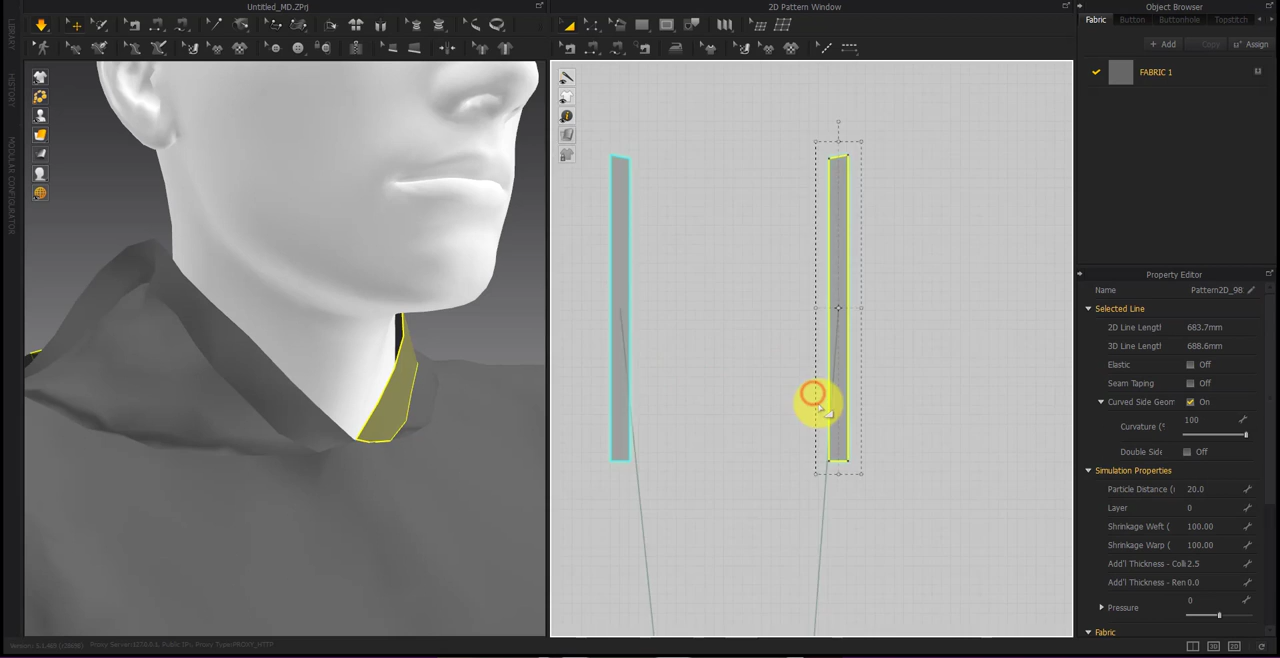 Untitled_MD.ZPrj
2D Pattern Window
Object Browser
LIBRARY
HISTORY
MODULAR CONFIGURATOR
Fabric
Button
Buttonhole
Topstitch
+ Add
Copy
Assign
FABRIC 1
Property Editor
Name
Pattern2D_98
Selected Line
2D Line Lengtl
683.7mm
3D Line Lengtl
688.6mm
Elastic
Off
Seam Taping
Off
Curved Side Geom
On
Curvature (
100
Double Side
Off
Simulation Properties
Particle Distance (
20.0
Layer
0
Shrinkage Weft (
100.00
Shrinkage Warp (
100.00
Add'l Thickness - Colli
2.5
Add'l Thickness - Ren
0.0
Pressure
0
Fabric
3D
2D